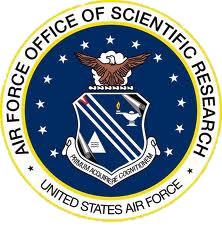 AIR FORCE OFFICE OF SCIENTIFIC RESEARCH
PRIMUM ACQUIRERE COGNITIONEM
UNITED STATES AIR FORCE